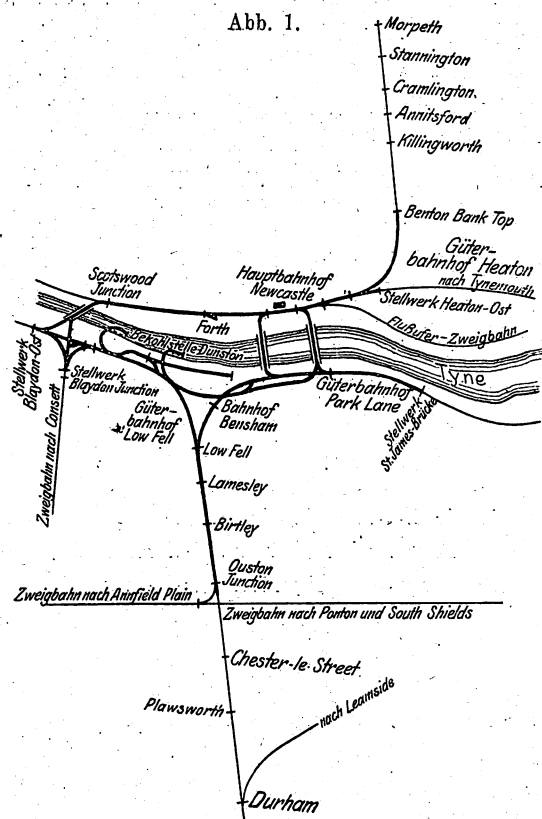 Abb. 1.
Morpeth
Stannington
Cramlington.
Annitsford
Killingworth
Benton Bank Top
Güter-
bahnhof Heaton
nach Tynemouth
Scotswood
Junction
Hauptbahnhof
Newcastle
Stellwerk Heaton-Ost
Forth
Flußufer-Zweigbahn
Bekohlstelle Dunston
Tyne
Stellwerk
Blaydon-Ost
Stellwerk
Blaydon Junction
Güterbahnhof
Park Lane
Güter-
bahnhof
Low Fell
Bahnhof
Bensham
Stellwerk
St. James-Brücke
Zweigbahn nach Consett
Low Fell
Lamesley
Birtley
Ouston
Junction
Zweigbahn nach Annfield Plain
Zweigbahn nach Ponton und South Shields
Chester-le-Street.
Plawsworth
nach Leamside
Durham